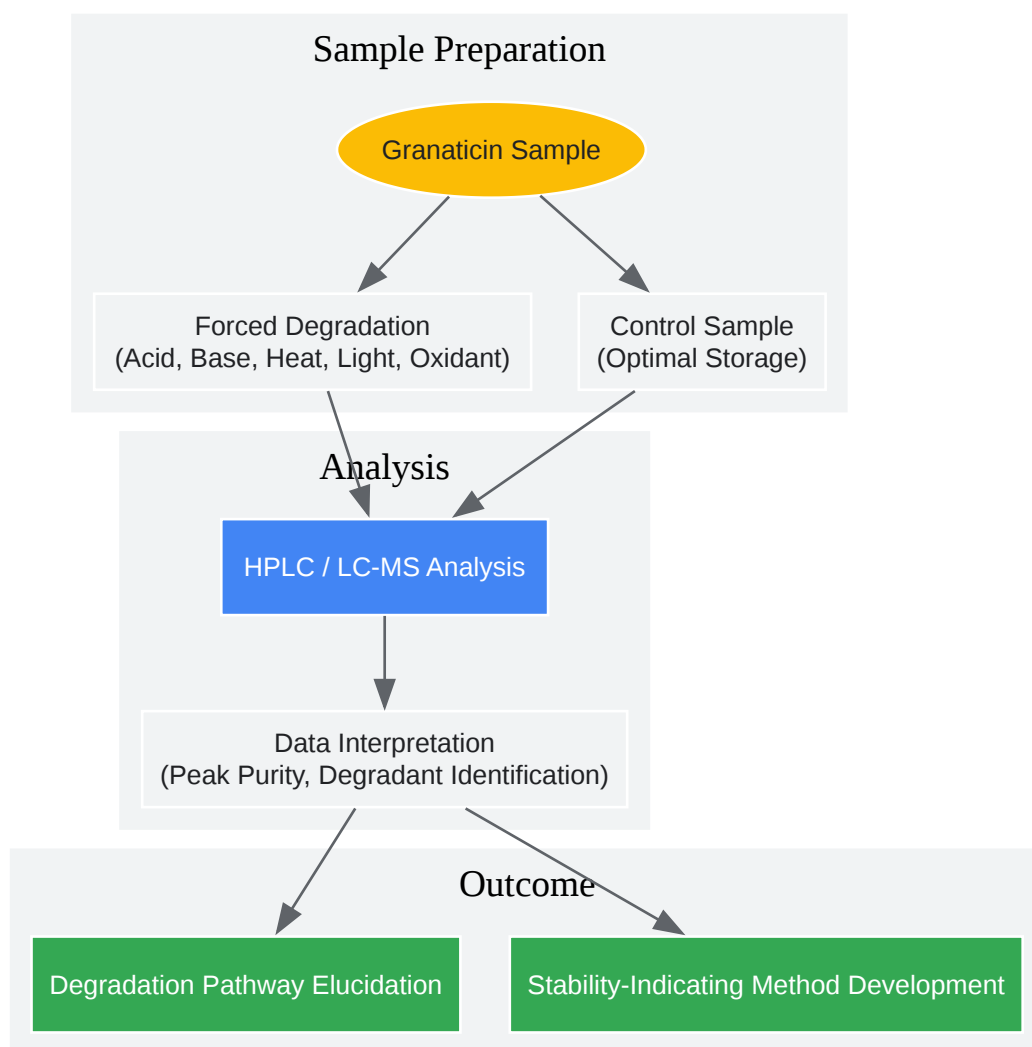 Sample Preparation
Granaticin Sample
Forced Degradation
(Acid, Base, Heat, Light, Oxidant)
Control Sample
(Optimal Storage)
Analysis
HPLC / LC-MS Analysis
Data Interpretation
(Peak Purity, Degradant Identification)
Outcome
Degradation Pathway Elucidation
Stability-Indicating Method Development